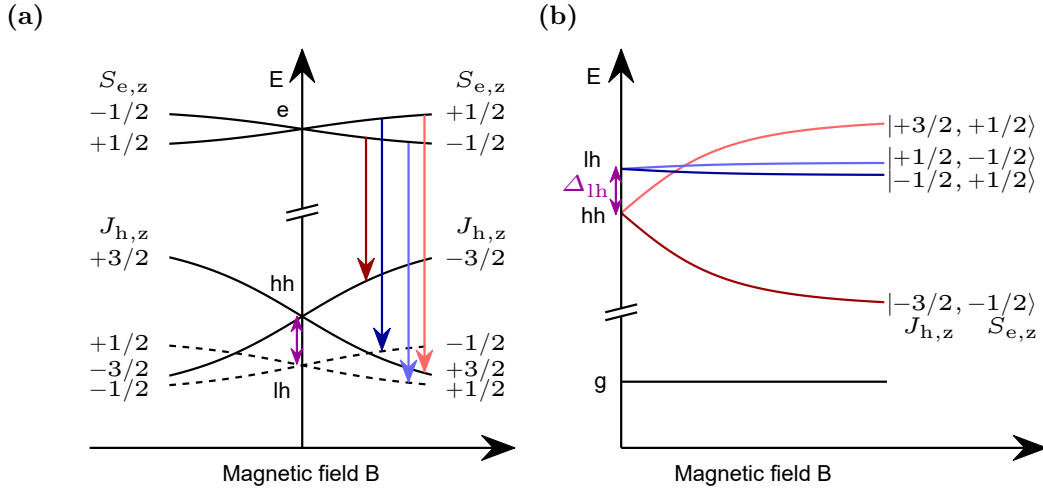 (a)
E
S_e,z
−1/2
+1/2
e
S_e,z
+1/2
−1/2
J_h,z
+3/2
hh
J_h,z
−3/2
+1/2
−3/2
−1/2
lh
−1/2
+3/2
+1/2
Magnetic field B
(b)
E
lh
Δ_lh
hh
|+3/2, +1/2⟩
|+1/2, −1/2⟩
|−1/2, +1/2⟩
|−3/2, −1/2⟩
J_h,z S_e,z
g
Magnetic field B